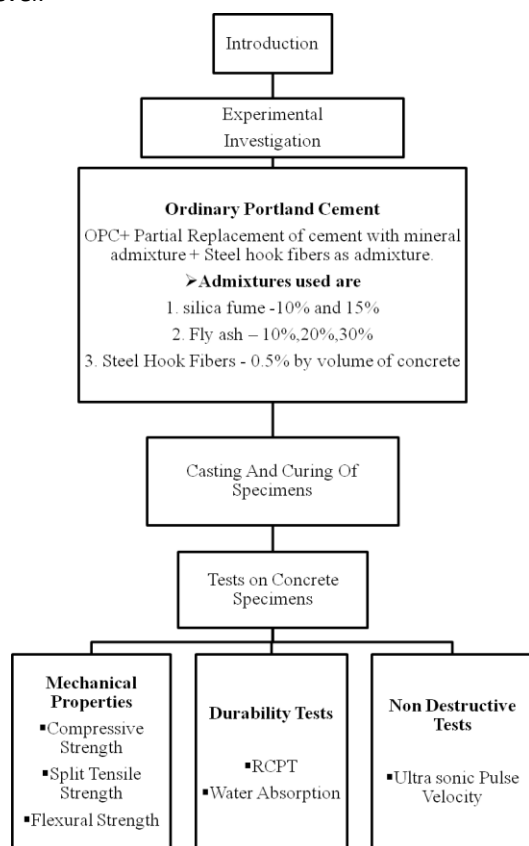 Introduction
Experimental
Investigation
Ordinary Portland Cement
OPC+ Partial Replacement of cement with mineral
admixture + Steel hook fibers as admixture.
➢Admixtures used are
1. silica fume -10% and 15%
2. Fly ash – 10%,20%,30%
3. Steel Hook Fibers - 0.5% by volume of concrete
Casting And Curing Of
Specimens
Tests on Concrete
Specimens
Mechanical
Properties
▪Compressive
Strength
▪Split Tensile
Strength
▪Flexural Strength
Durability Tests
▪RCPT
▪Water Absorption
Non Destructive
Tests
▪Ultra sonic Pulse
Velocity